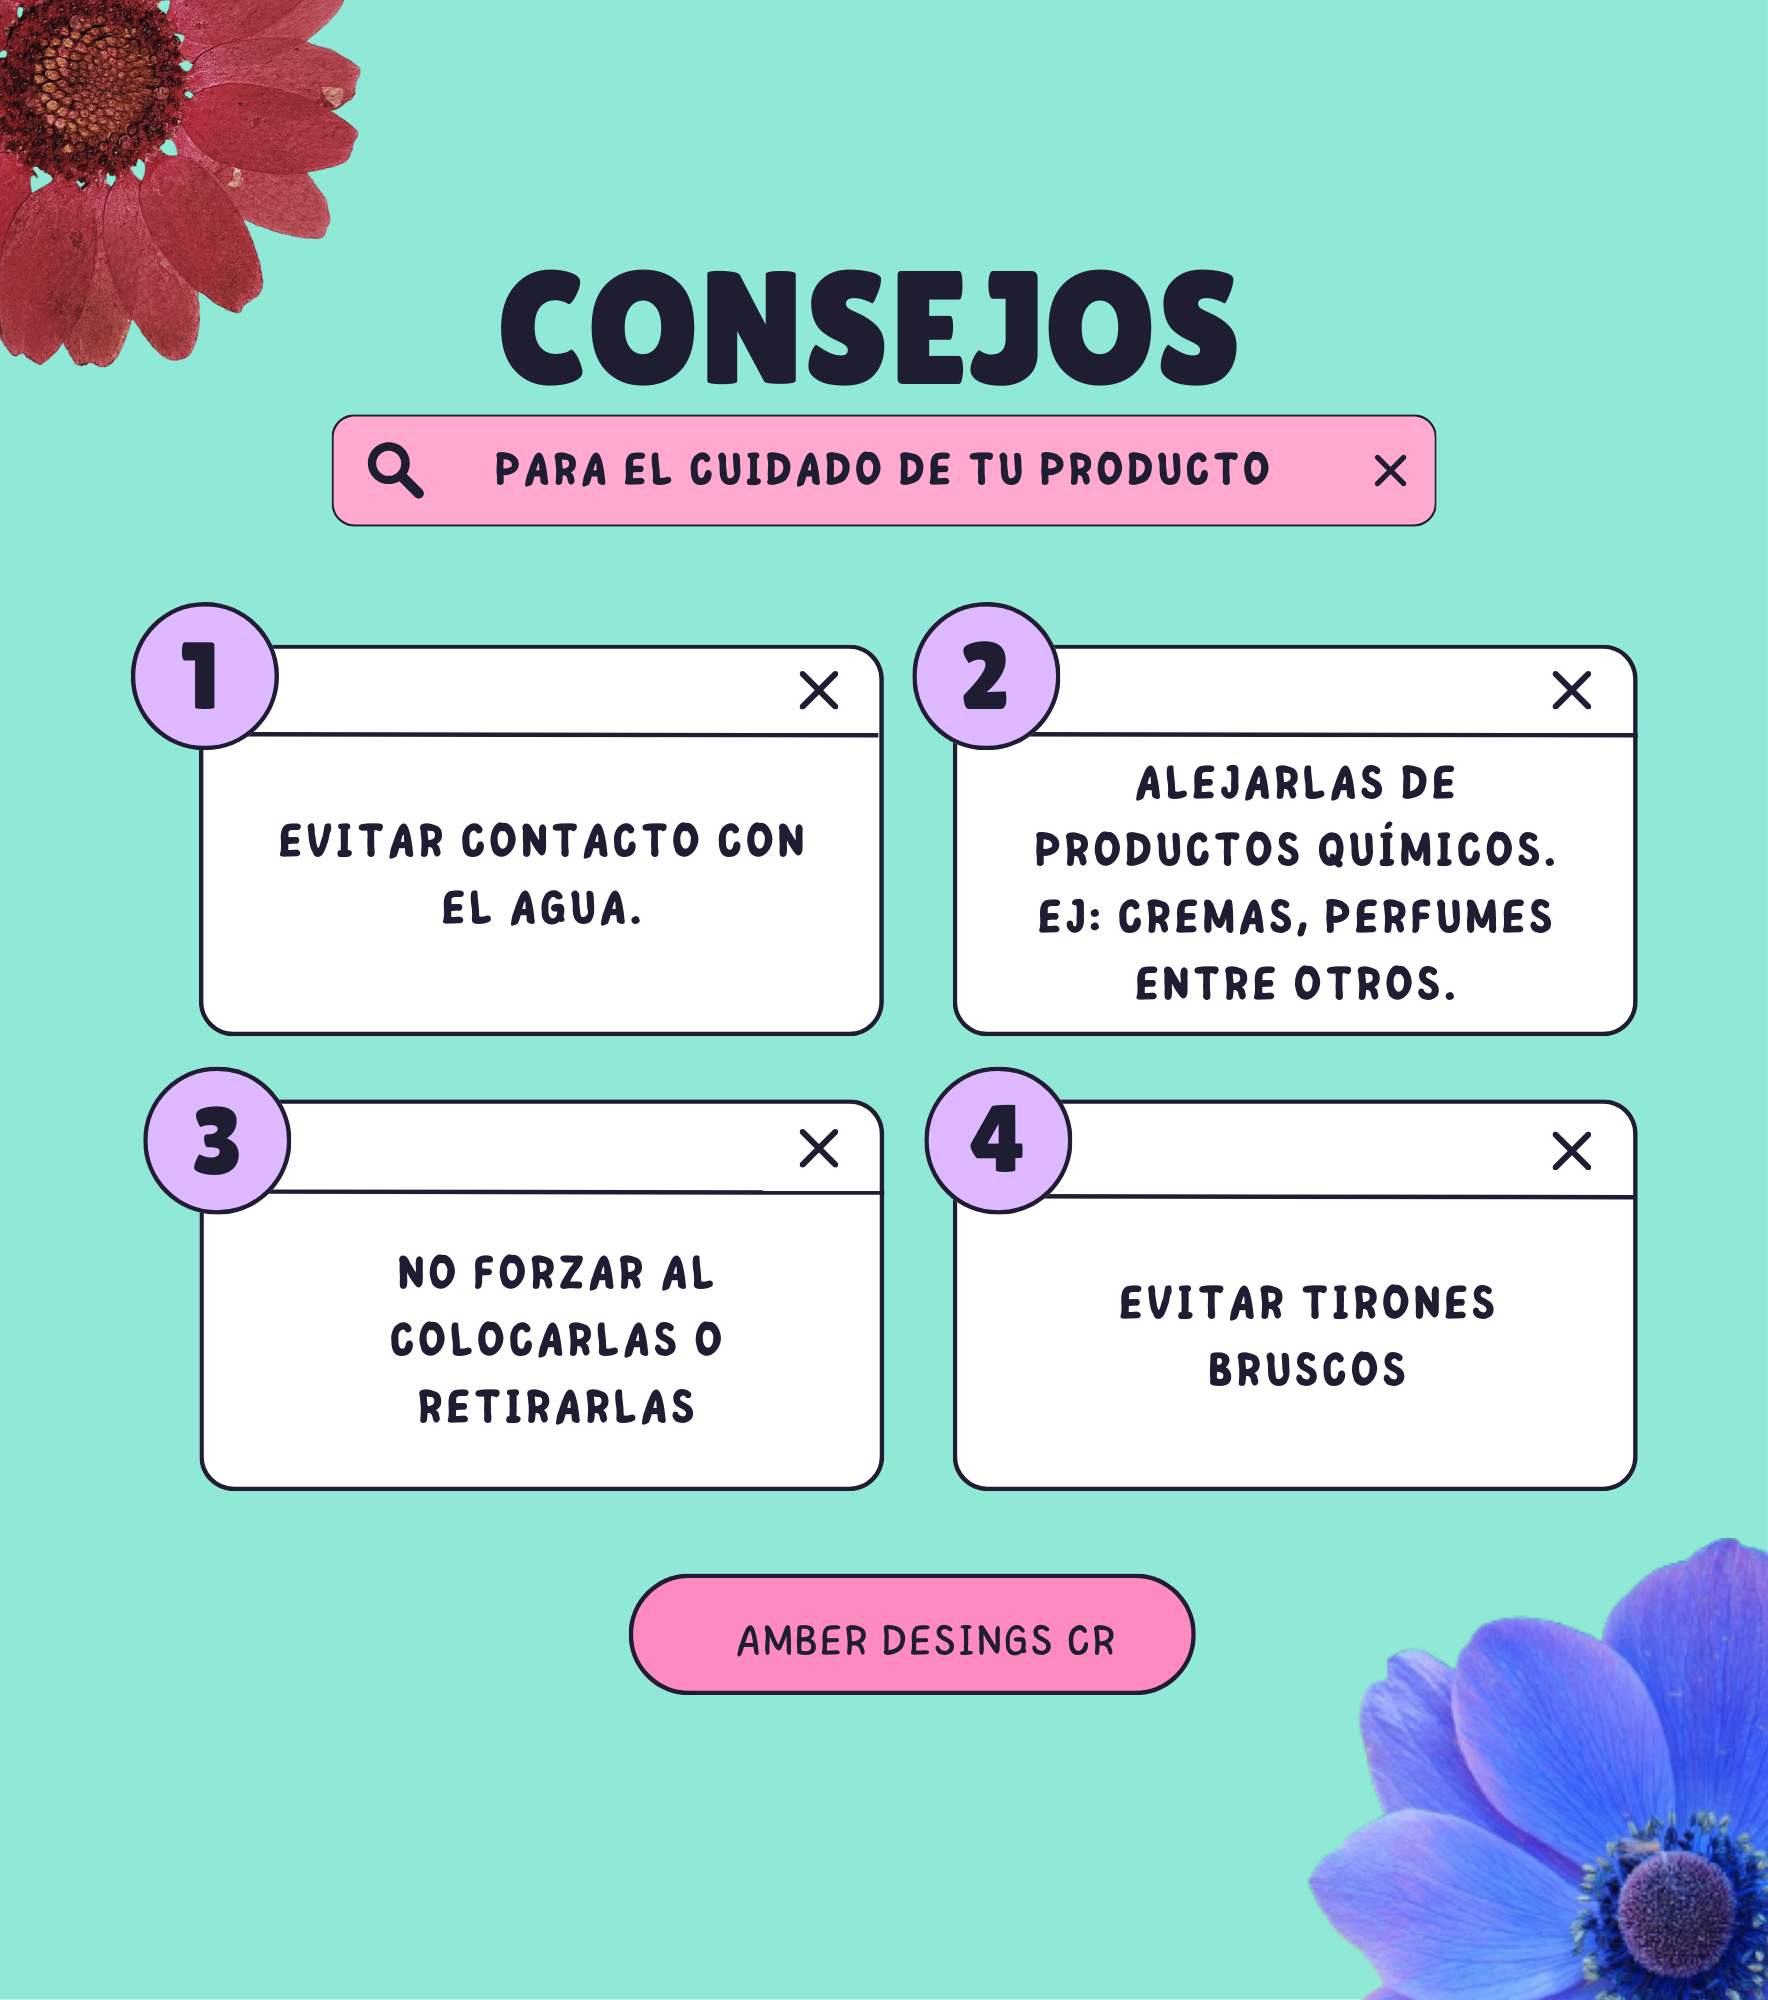 CONSEJOS
PARA EL CUIDADO DE TU PRODUCTO
1
EVITAR CONTACTO CON
EL AGUA.
2
ALEJARLAS DE
PRODUCTOS QUÍMICOS.
EJ: CREMAS, PERFUMES
ENTRE OTROS.
3
NO FORZAR AL
COLOCARLAS O
RETIRARLAS
4
EVITAR TIRONES
BRUSCOS
AMBER DESINGS CR